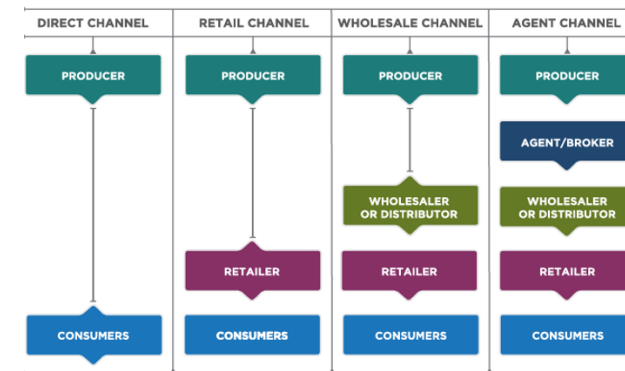 DIRECT CHANNEL
RETAIL CHANNEL
WHOLESALE CHANNEL
AGENT CHANNEL
PRODUCER
PRODUCER
PRODUCER
PRODUCER
AGENT/BROKER
WHOLESALER
OR DISTRIBUTOR
WHOLESALER
OR DISTRIBUTOR
RETAILER
RETAILER
RETAILER
CONSUMERS
CONSUMERS
CONSUMERS
CONSUMERS